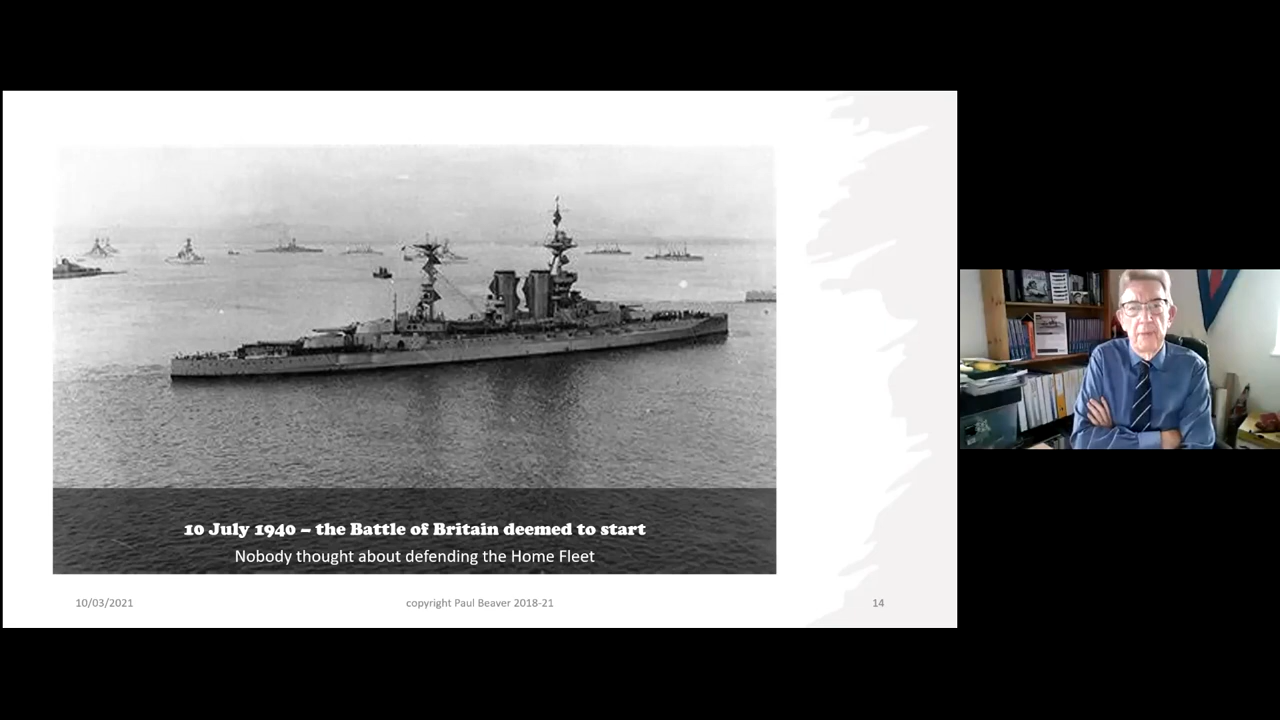 10 July 1940 – the Battle of Britain deemed to start
Nobody thought about defending the Home Fleet
10/03/2021
copyright Paul Beaver 2018-21
14